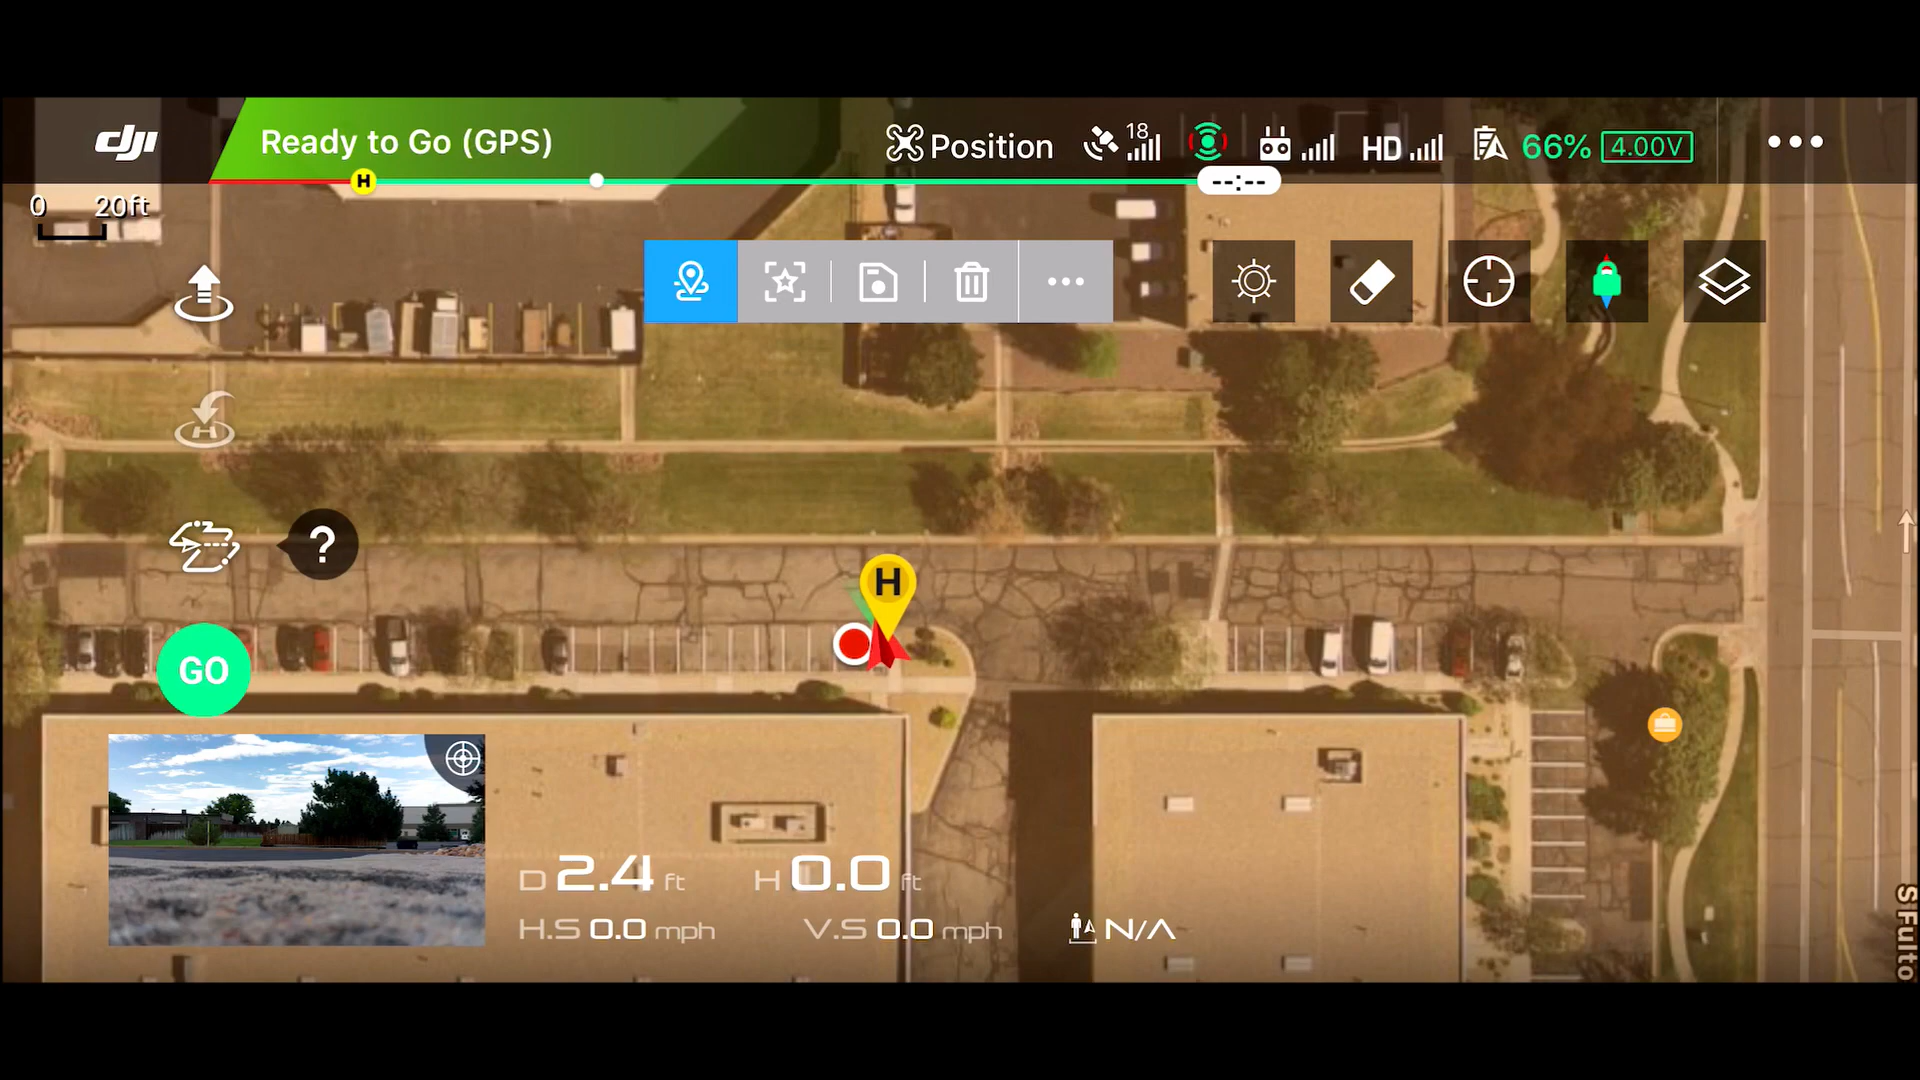 dji
Ready to Go (GPS)
Position
18
HD
66%
4.00V
H
--:--
0 20ft
?
H
GO
D 2.4 ft
H 0.0 ft
H.S 0.0 mph
V.S 0.0 mph
N/A
S Fulto